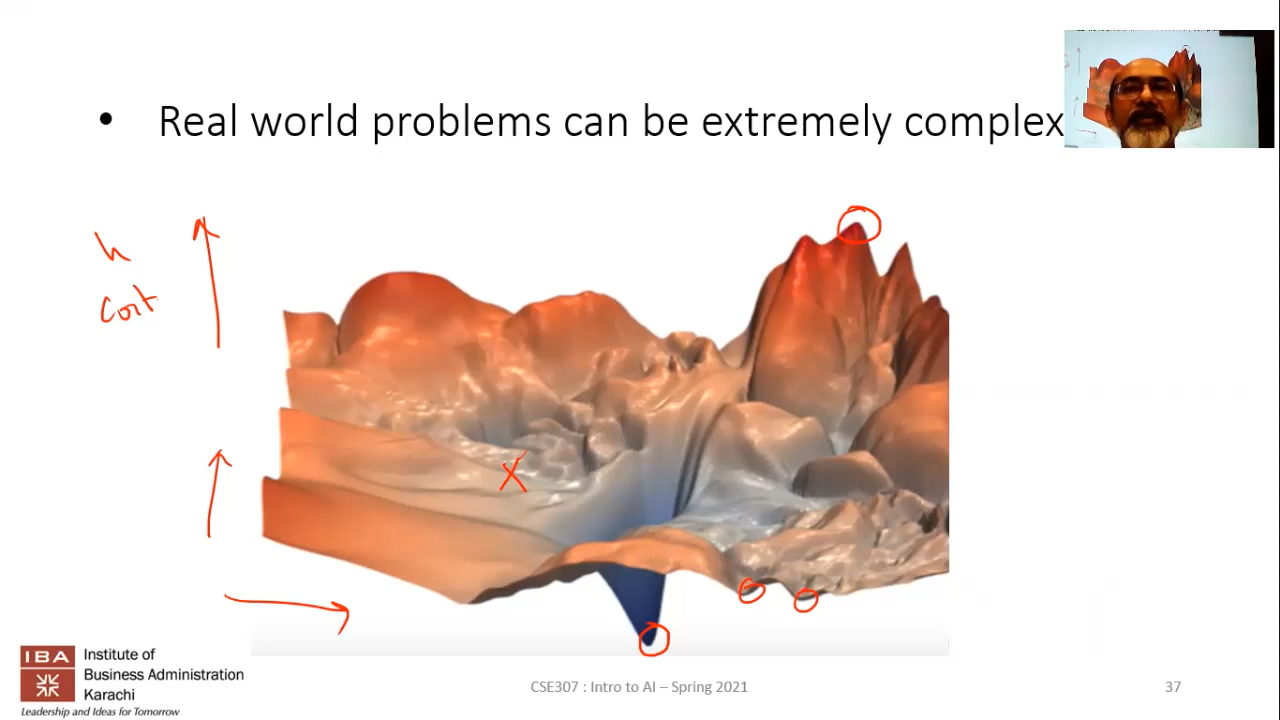 • Real world problems can be extremely complex
h
Cost
X
IBA
Institute of
Business Administration
Karachi
Leadership and Ideas for Tomorrow
CSE307 : Intro to AI – Spring 2021
37